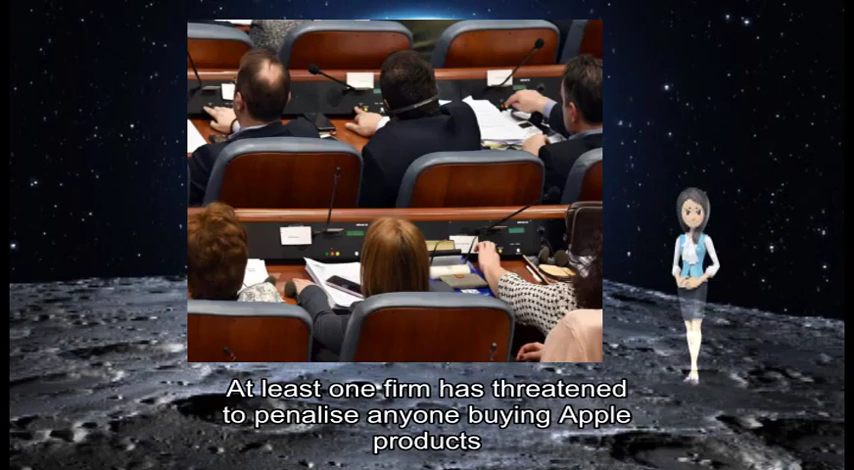 At least one firm has threatened
to penalise anyone buying Apple
products